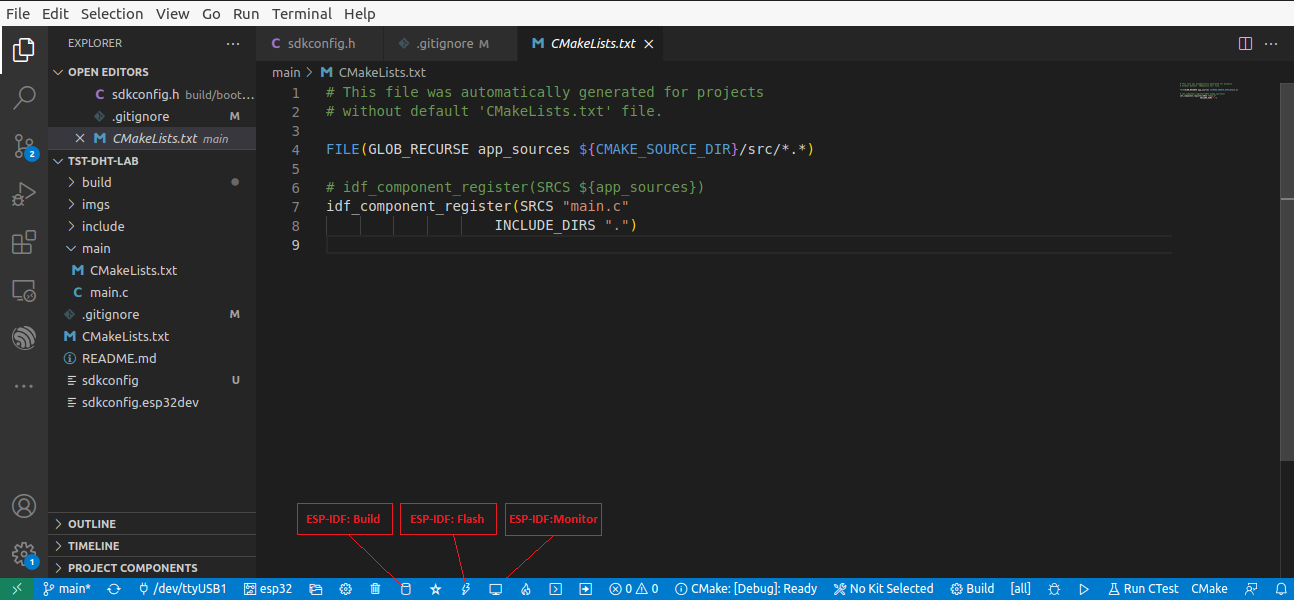 File Edit Selection View Go Run Terminal Help
EXPLORER
OPEN EDITORS
sdkconfig.h build/boot...
.gitignore M
CMakeLists.txt main
TST-DHT-LAB
build
imgs
include
main
CMakeLists.txt
main.c
.gitignore M
CMakeLists.txt
README.md
sdkconfig U
sdkconfig.esp32dev
OUTLINE
TIMELINE
PROJECT COMPONENTS
2
1
C sdkconfig.h .gitignore M M CMakeLists.txt
main > M CMakeLists.txt
1 # This file was automatically generated for projects
2 # without default 'CMakeLists.txt' file.
3
4 FILE(GLOB_RECURSE app_sources ${CMAKE_SOURCE_DIR}/src/*.*)
5
6 # idf_component_register(SRCS ${app_sources})
7 idf_component_register(SRCS "main.c"
8 INCLUDE_DIRS ".")
9
ESP-IDF: Build ESP-IDF: Flash ESP-IDF:Monitor
main* /dev/ttyUSB1 esp32 0 0 CMake: [Debug]: Ready No Kit Selected Build [all] Run CTest CMake